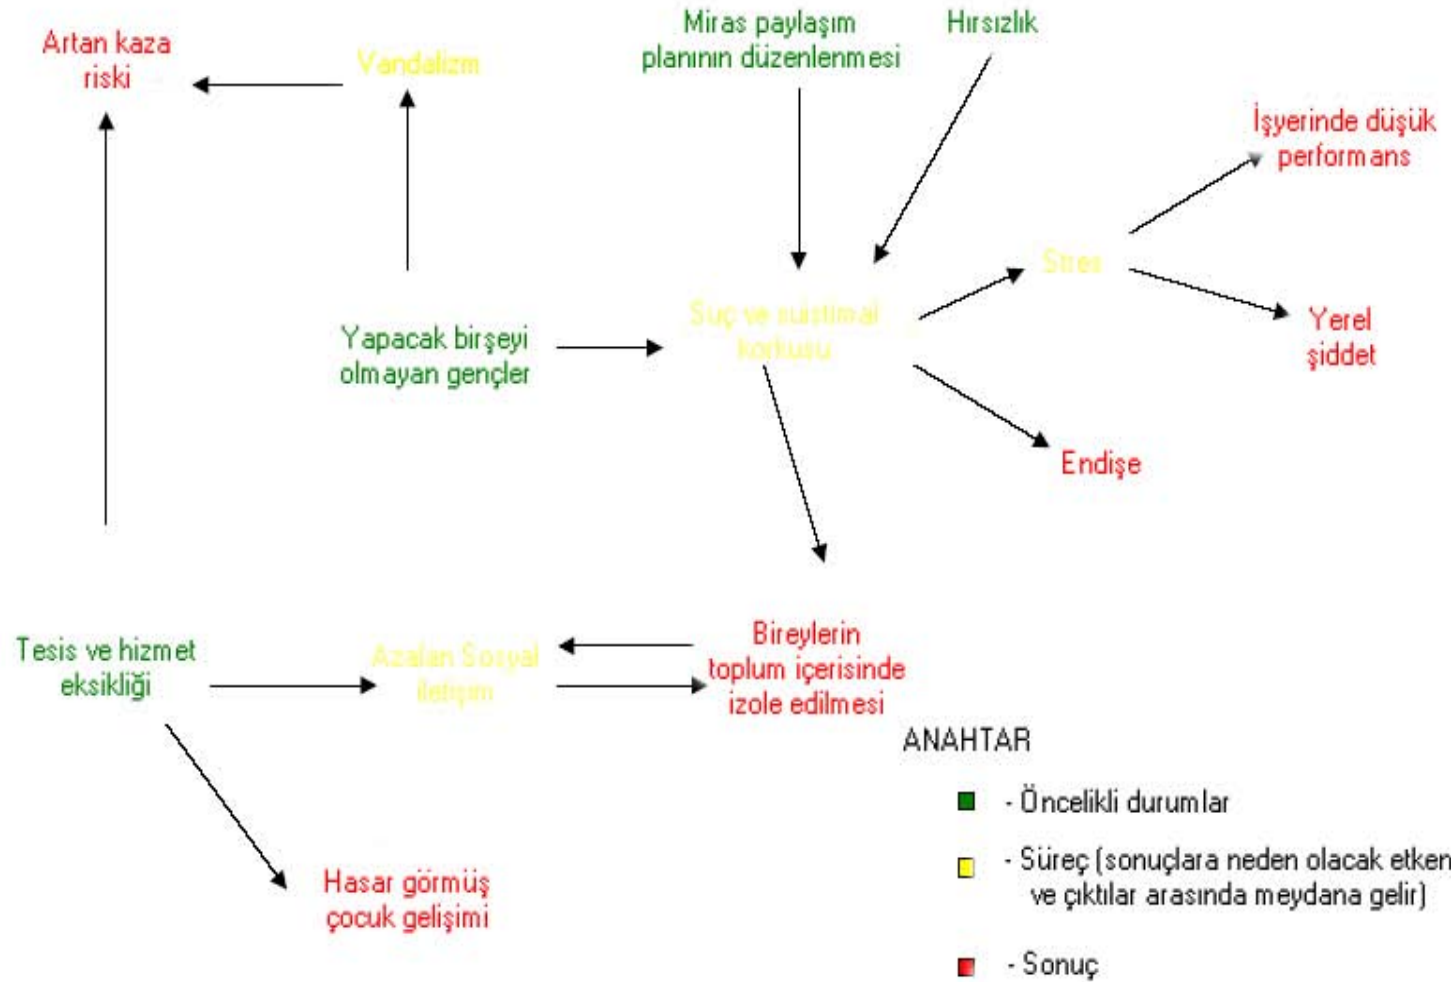 Miras paylaşım
planının düzenlenmesi
Hırsızlık
Artan kaza
riski
Vandalizm
İşyerinde düşük
performans
Stres
Suç ve suistimal
korkusu
Yapacak birşeyi
olmayan gençler
Yerel
şiddet
Endişe
Tesis ve hizmet
eksikliği
Azalan Sosyal
iletişim
Bireylerin
toplum içerisinde
izole edilmesi
ANAHTAR
- Öncelikli durumlar
- Süreç (sonuçlara neden olacak etken
ve çıktılar arasında meydana gelir)
- Sonuç
Hasar görmüş
çocuk gelişimi